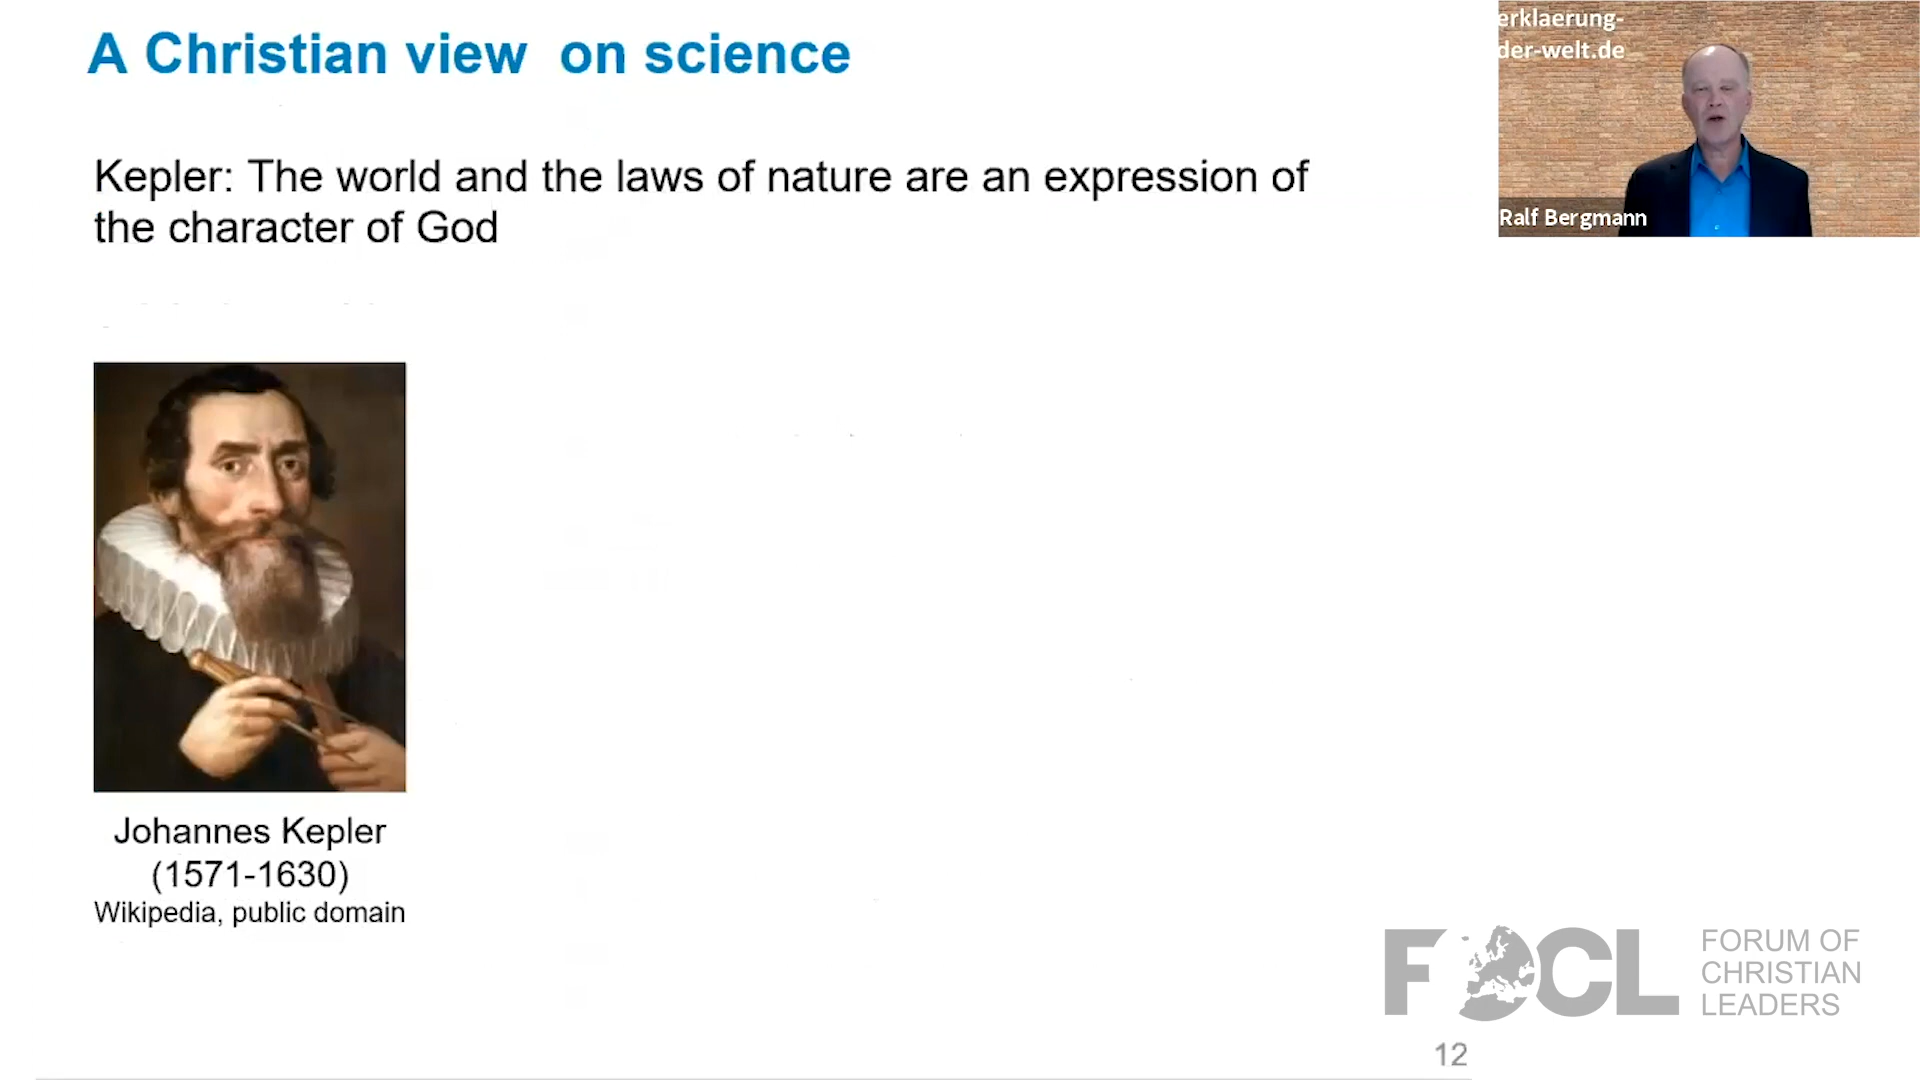 A Christian view on science
erklaerung-
der-welt.de
Ralf Bergmann
Kepler: The world and the laws of nature are an expression of
the character of God
Johannes Kepler
(1571-1630)
Wikipedia, public domain
FOCL
FORUM OF
CHRISTIAN
LEADERS
12